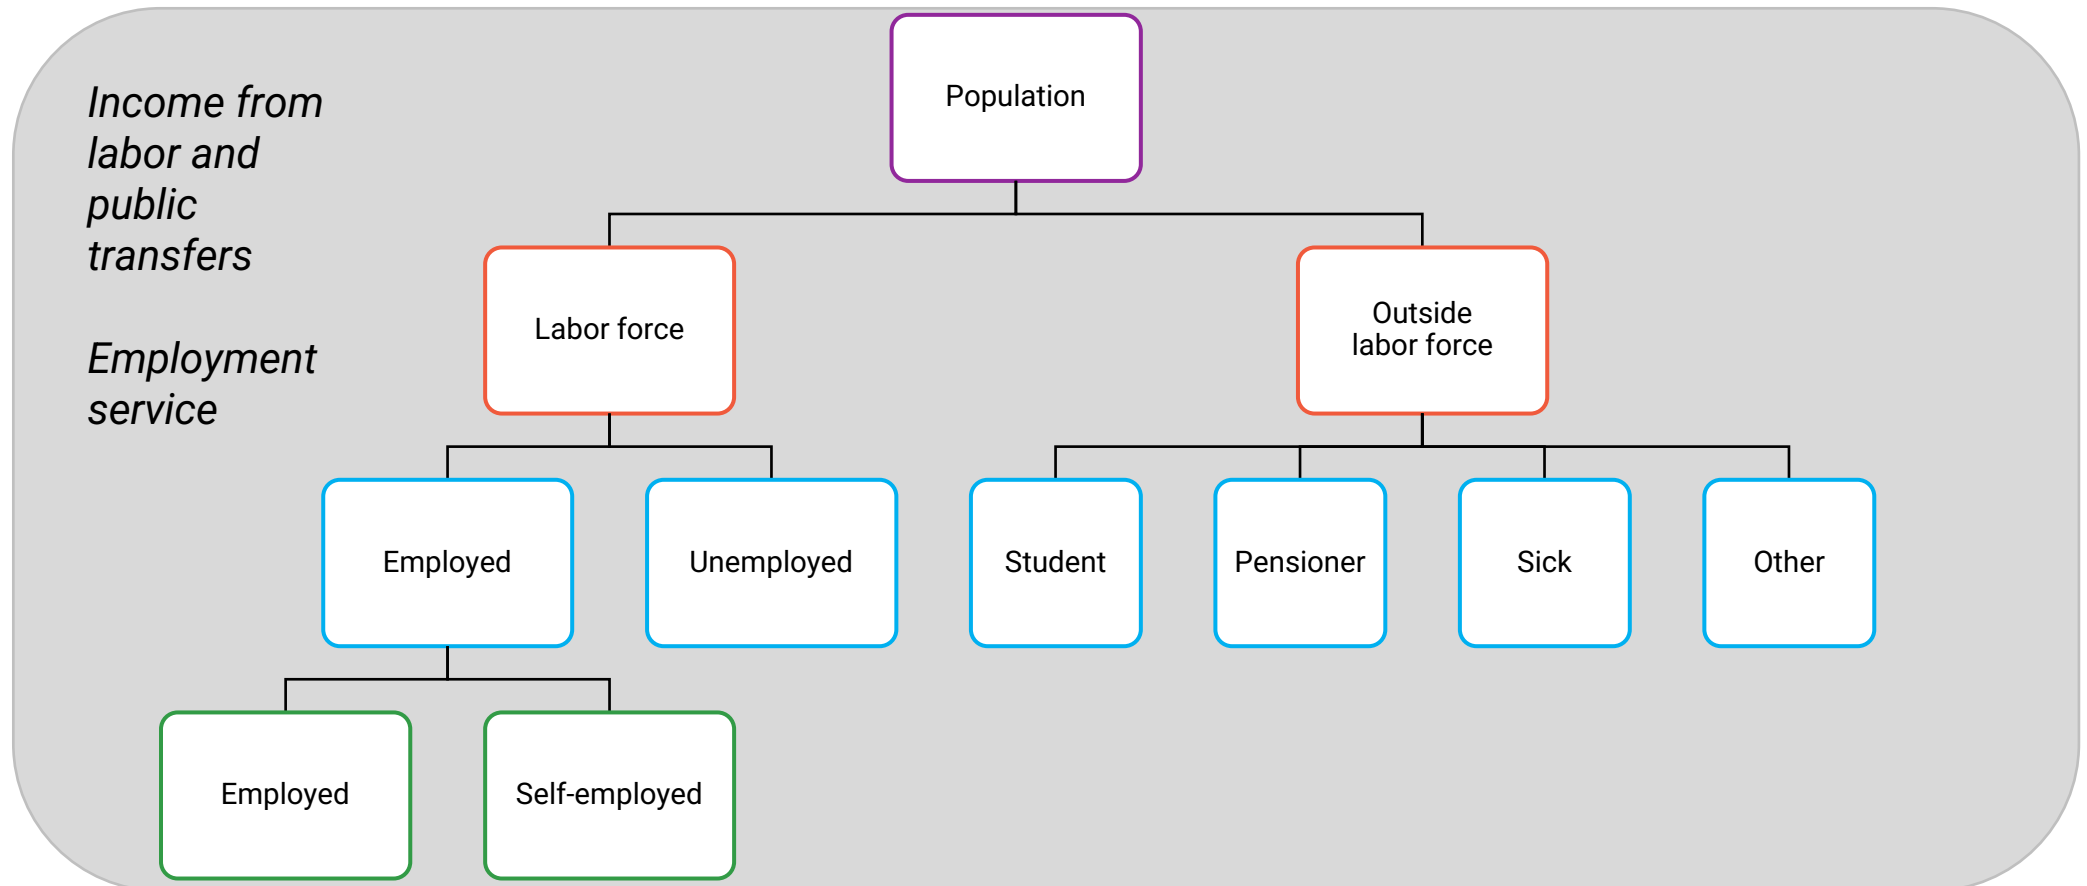 Income from
labor and
public
transfers
Employment
service
Population
Labor force
Outside
labor force
Employed
Unemployed
Student
Pensioner
Sick
Other
Employed
Self-employed